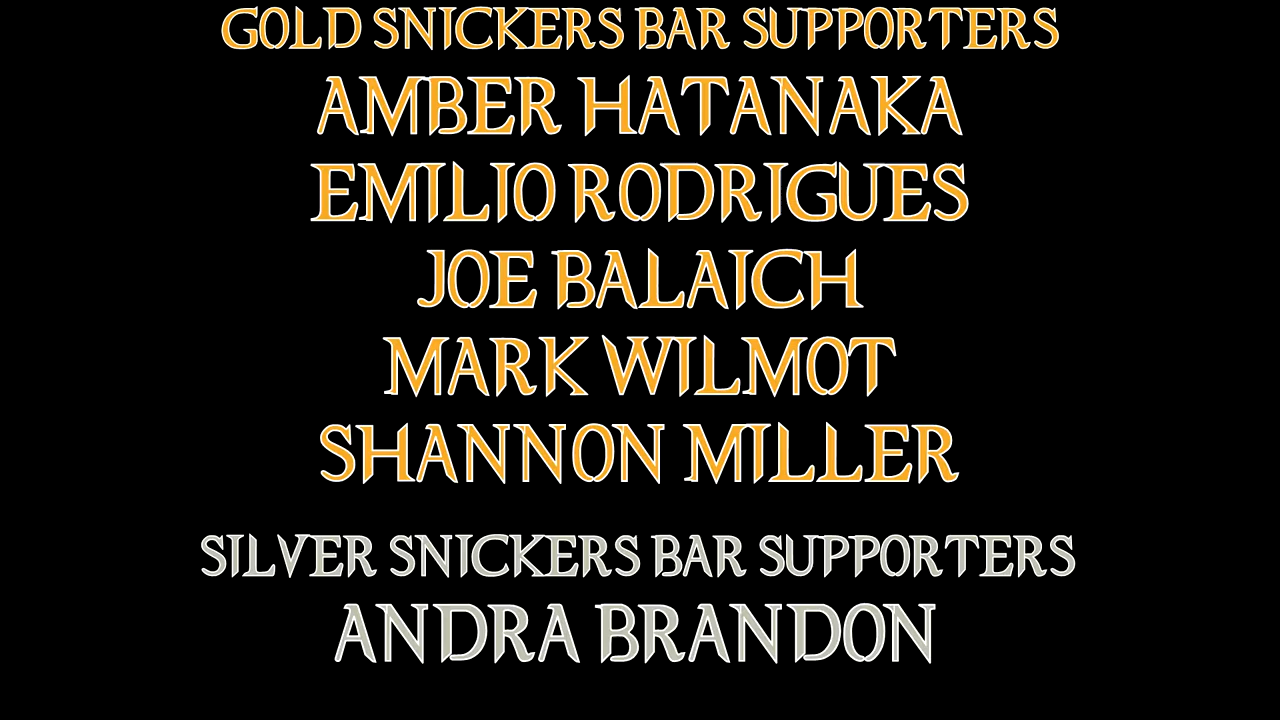 GOLD SNICKERS BAR SUPPORTERS
AMBER HATANAKA
EMILIO RODRIGUES
JOE BALAICH
MARK WILMOT
SHANNON MILLER
SILVER SNICKERS BAR SUPPORTERS
ANDRA BRANDON